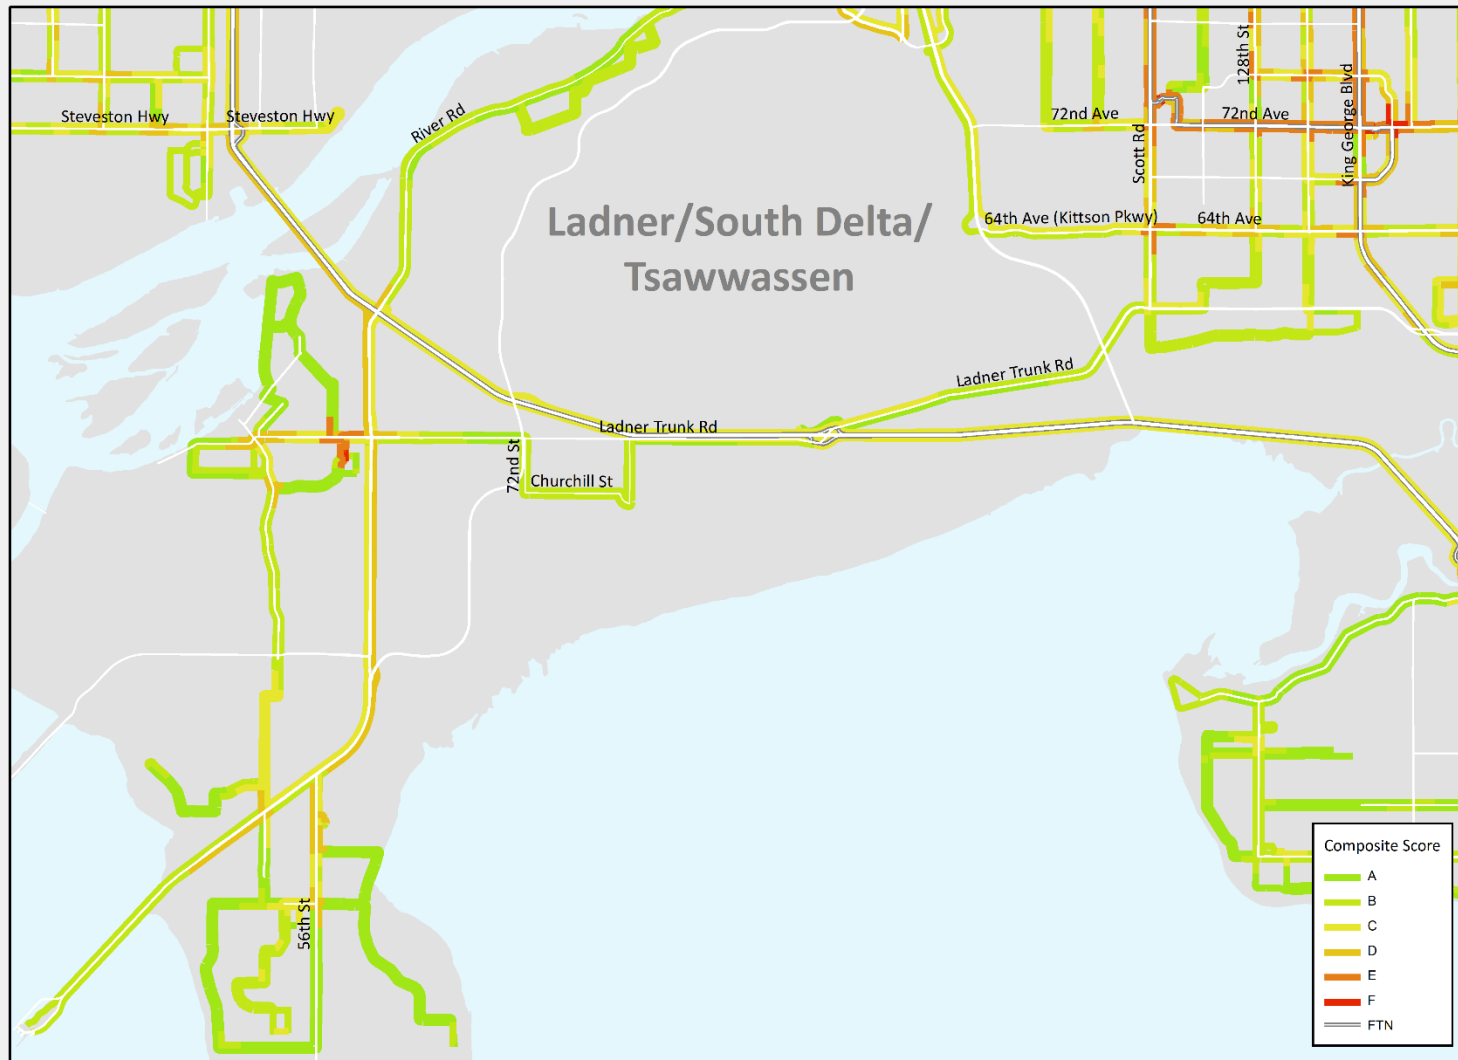 128th St
King George Blvd
Steveston Hwy
Steveston Hwy
River Rd
72nd Ave
72nd Ave
Scott Rd
Ladner/South Delta/
Tsawwassen
64th Ave (Kittson Pkwy)
64th Ave
Ladner Trunk Rd
Ladner Trunk Rd
72nd St
Churchill St
56th St
Composite Score
A
B
C
D
E
F
FTN